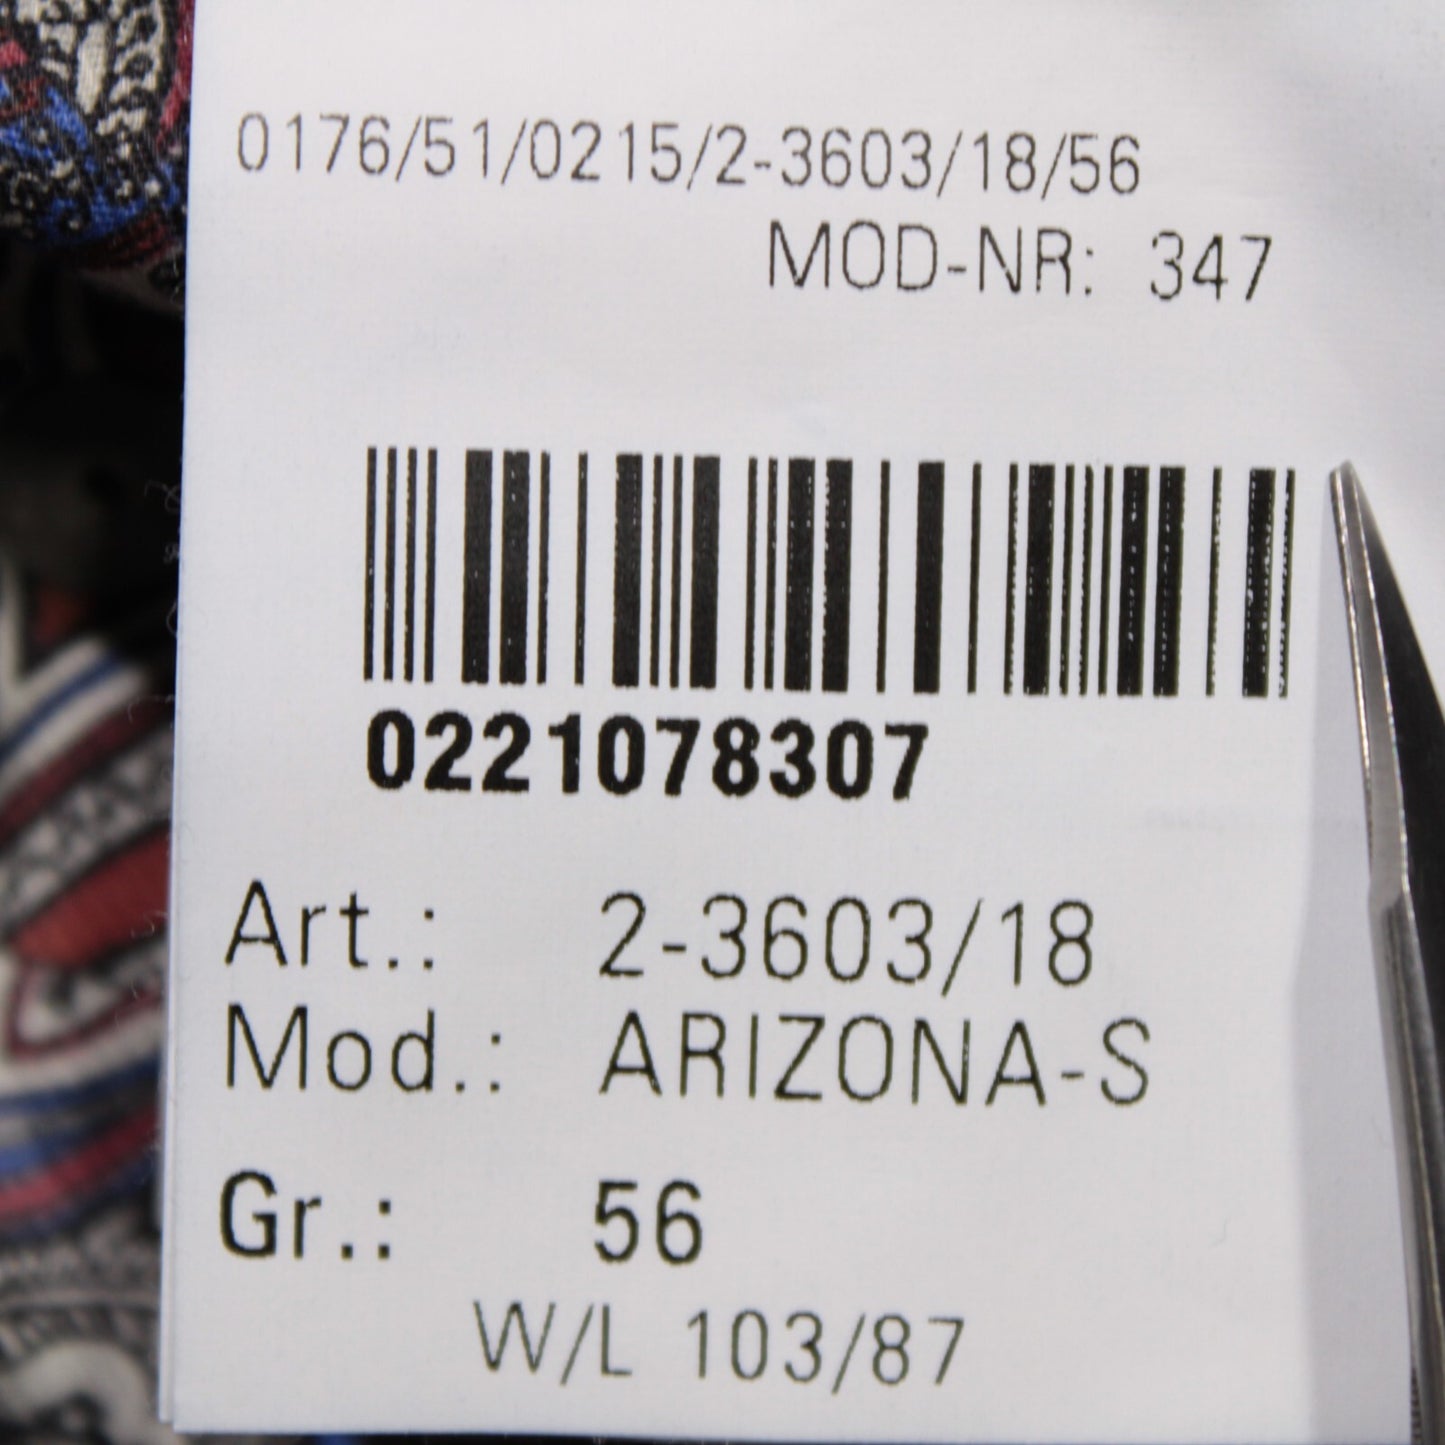 0176/51/0215/2-3603/18/56
MOD-NR: 347
0221078307
Art.: 2-3603/18
Mod.: ARIZONA-S
Gr.: 56
W/L 103/87